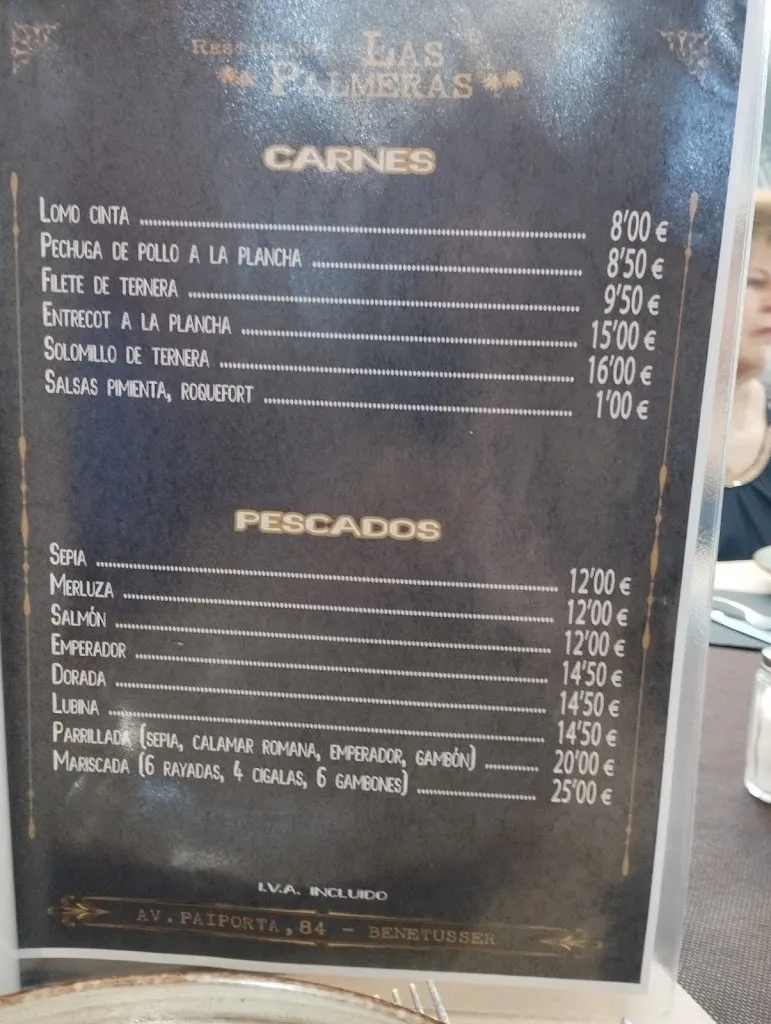 Restaurante Las
Palmeras
CARNES
Lomo cinta 8'00 €
Pechuga de pollo a la plancha 8'50 €
Filete de ternera 9'50 €
Entrecot a la plancha 15'00 €
Solomillo de ternera 16'00 €
Salsas pimienta, roquefort 1'00 €
PESCADOS
Sepia 12'00 €
Merluza 12'00 €
Salmón 12'00 €
Emperador 14'50 €
Dorada 14'50 €
Lubina 14'50 €
Parrillada (sepia, calamar romana, emperador, gambón) 20'00 €
Mariscada (6 rayadas, 4 cigalas, 6 gambones) 25'00 €
I.V.A. INCLUIDO
AV. PAIPORTA, 84 - BENETUSSER